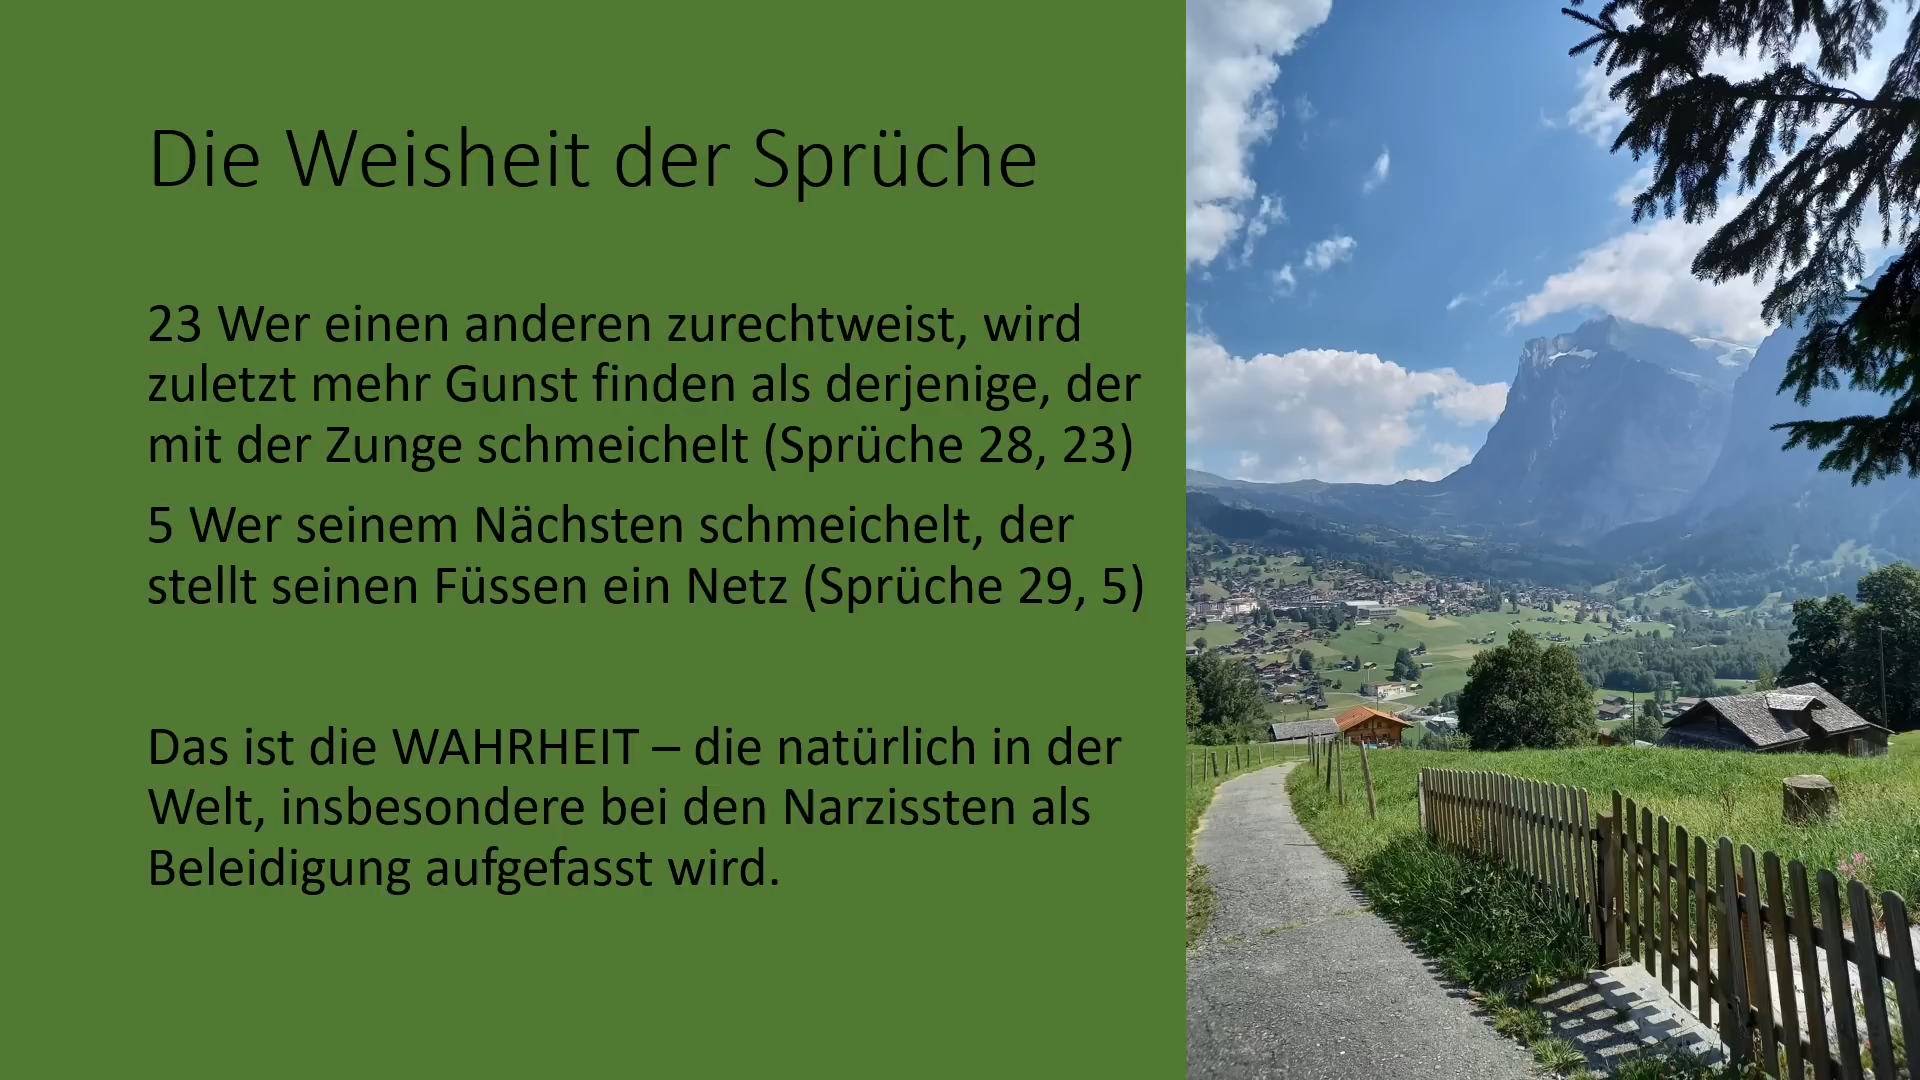 Die Weisheit der Sprüche
23 Wer einen anderen zurechtweist, wird
zuletzt mehr Gunst finden als derjenige, der
mit der Zunge schmeichelt (Sprüche 28, 23)
5 Wer seinem Nächsten schmeichelt, der
stellt seinen Füssen ein Netz (Sprüche 29, 5)
Das ist die WAHRHEIT – die natürlich in der
Welt, insbesondere bei den Narzissten als
Beleidigung aufgefasst wird.